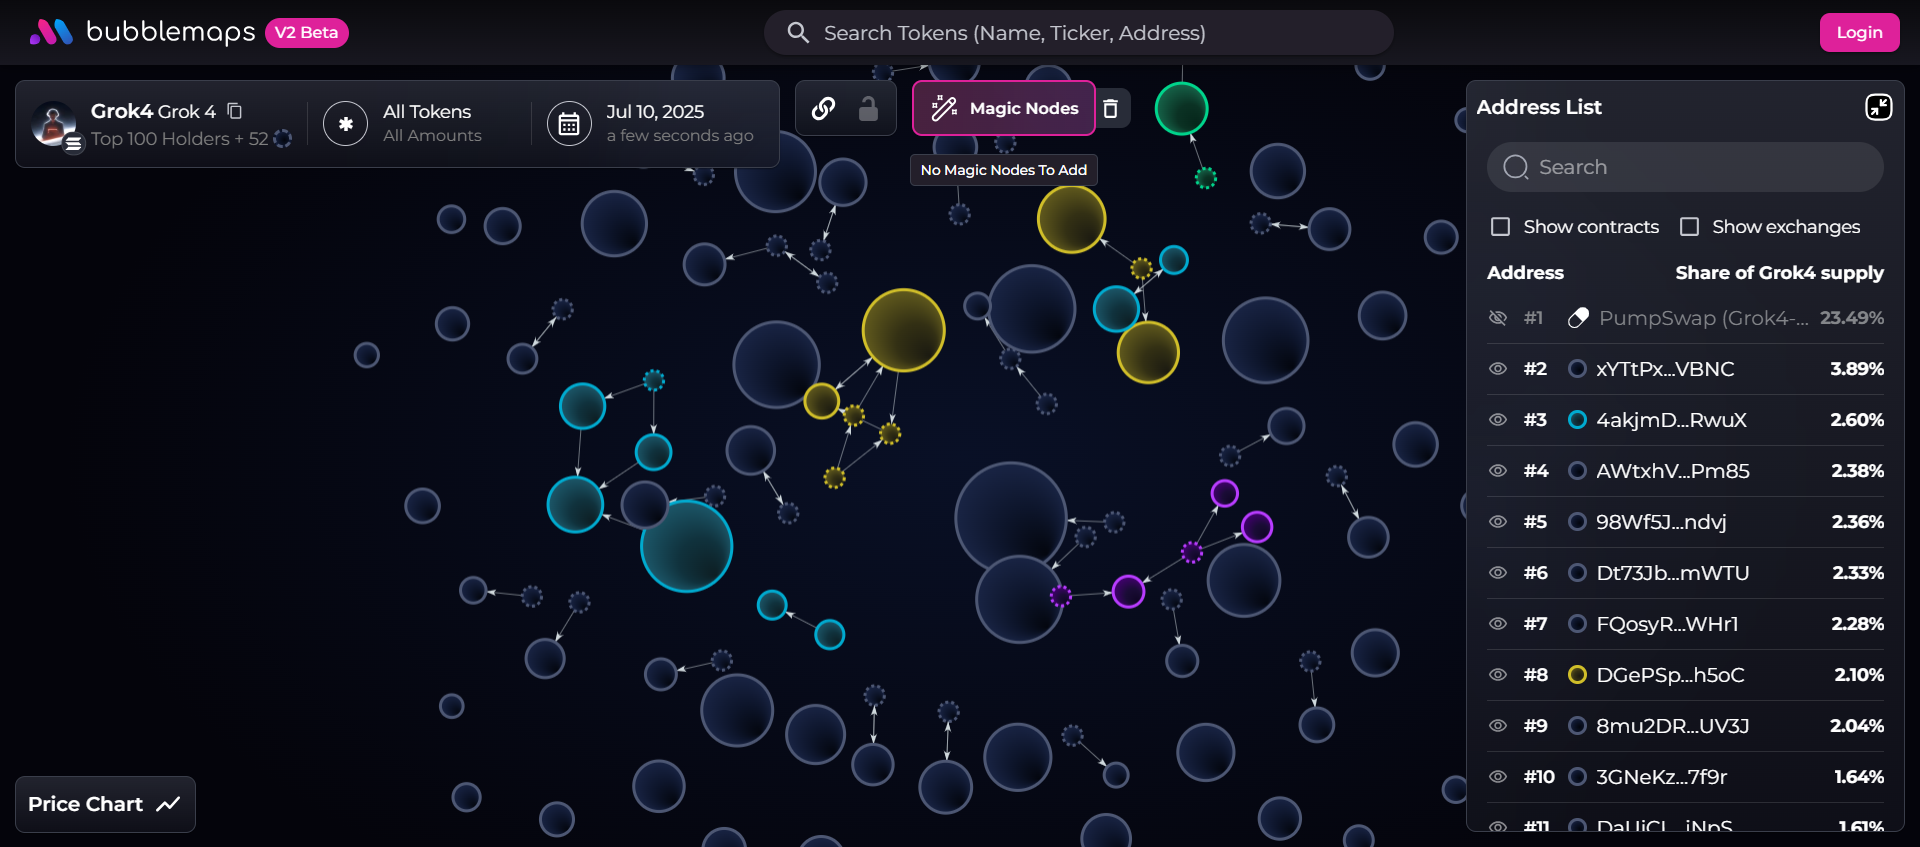 bubblemaps V2 Beta
Search Tokens (Name, Ticker, Address)
Login
Grok4 Grok 4
Top 100 Holders + 52
All Tokens
All Amounts
Jul 10, 2025
a few seconds ago
Magic Nodes
No Magic Nodes To Add
Address List
Search
Show contracts
Show exchanges
Address Share of Grok4 supply
#1 PumpSwap (Grok4-... 23.49%
#2 xYTtPx...VBNC 3.89%
#3 4akjmD...RwuX 2.60%
#4 AWtxhV...Pm85 2.38%
#5 98Wf5J...ndvj 2.36%
#6 Dt73Jb...mWTU 2.33%
#7 FQosyR...WHr1 2.28%
#8 DGePSp...h5oC 2.10%
#9 8mu2DR...UV3J 2.04%
#10 3GNeKz...7f9r 1.64%
#11 1.61%
Price Chart